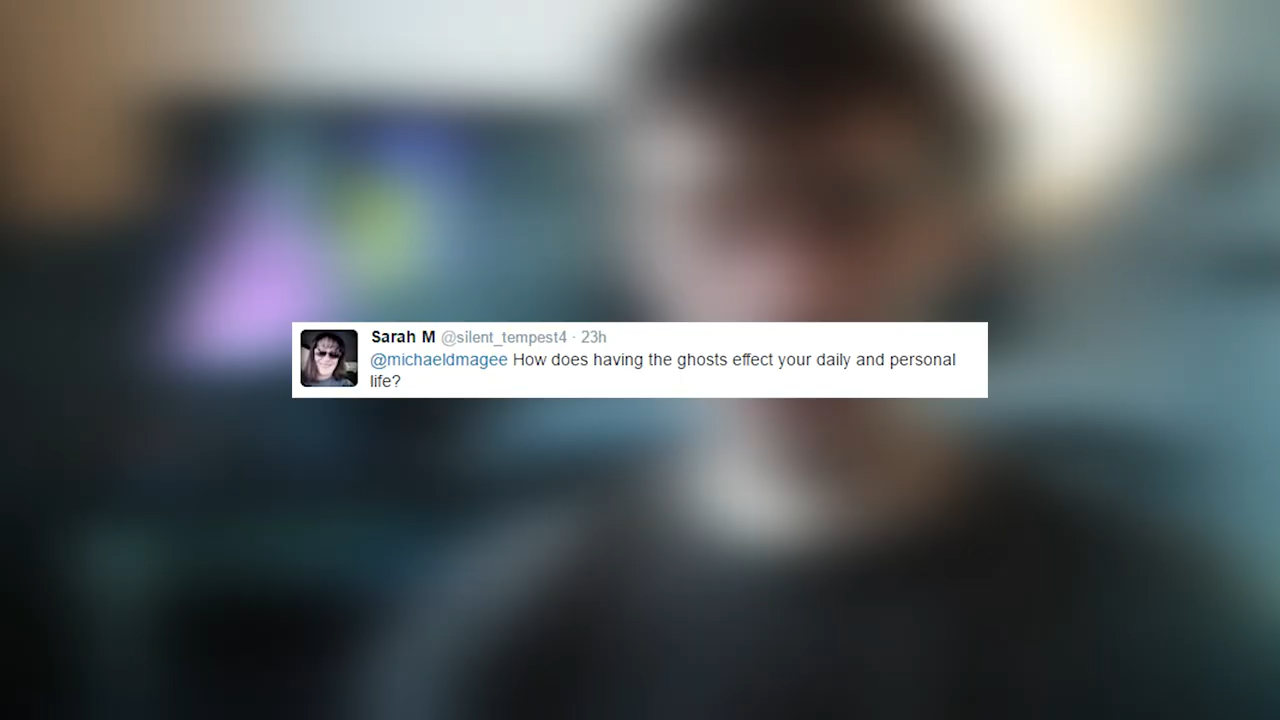 Sarah M @silent_tempest4 · 23h
@michaeldmagee How does having the ghosts effect your daily and personal
life?